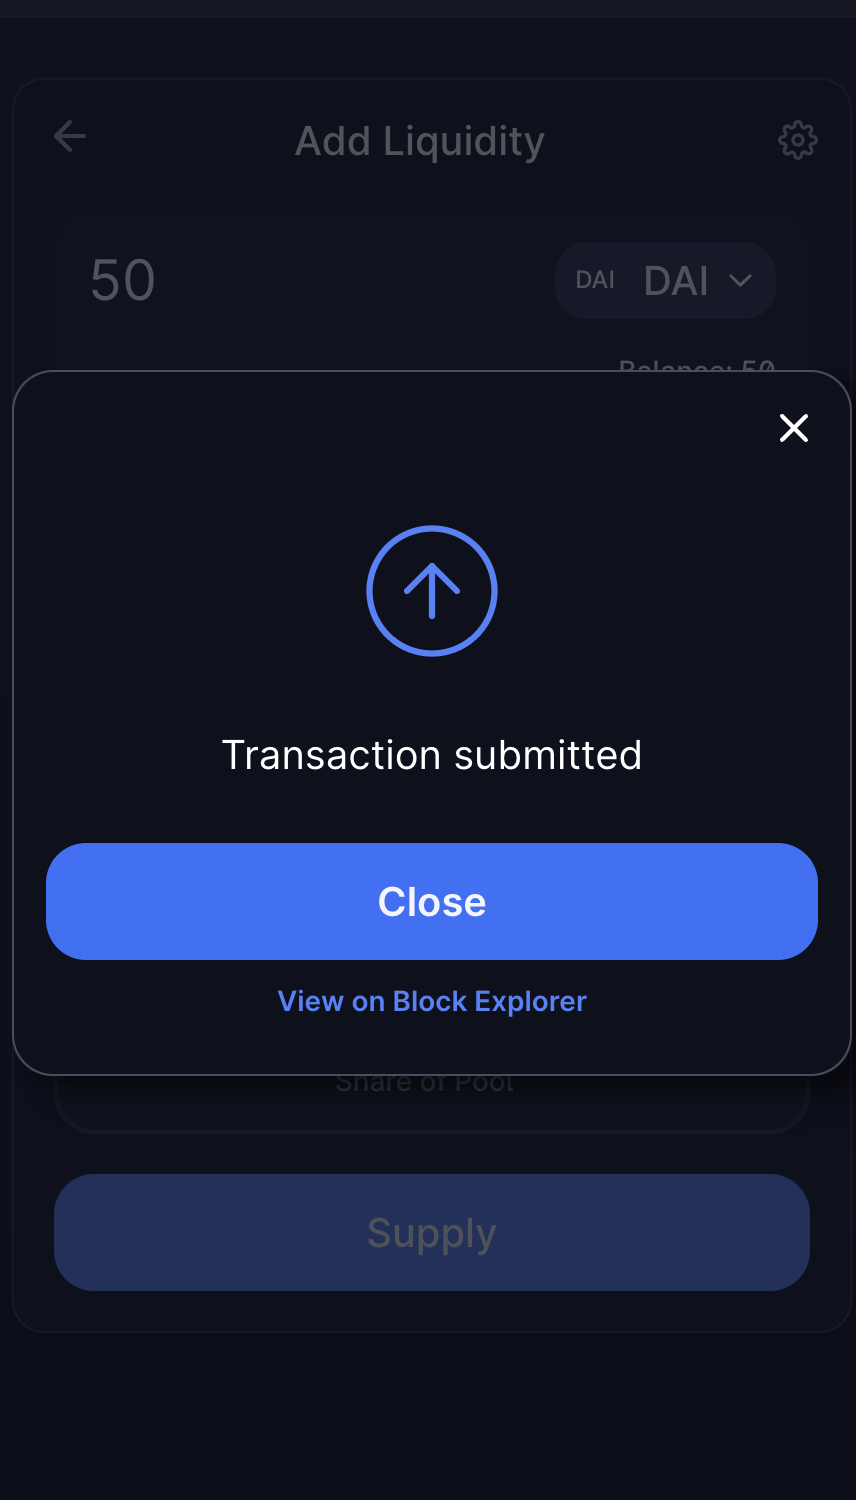 Add Liquidity
50
DAI DAI
Balance: 50
Transaction submitted
Close
View on Block Explorer
Share of Pool
Supply